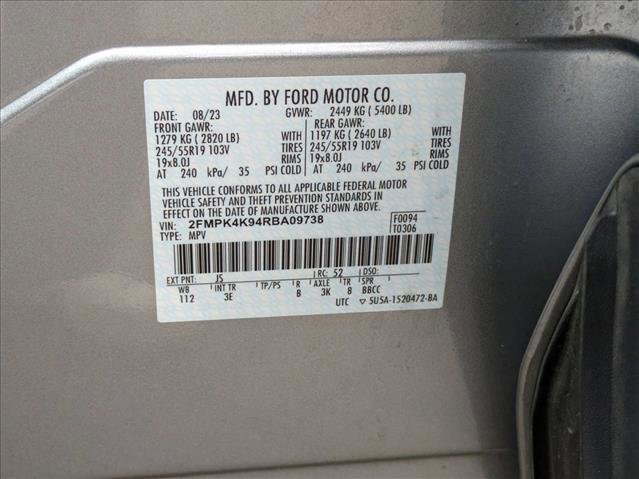 MFD. BY FORD MOTOR CO.
DATE: 08/23 GVWR: 2449 KG ( 5400 LB)
FRONT GAWR: REAR GAWR:
1279 KG ( 2820 LB) WITH 1197 KG ( 2640 LB) WITH
245/55R19 103V TIRES 245/55R19 103V TIRES
19x8.0J RIMS 19x8.0J RIMS
AT 240 kPa/ 35 PSI COLD AT 240 kPa/ 35 PSI COLD
THIS VEHICLE CONFORMS TO ALL APPLICABLE FEDERAL MOTOR
VEHICLE SAFETY AND THEFT PREVENTION STANDARDS IN
EFFECT ON THE DATE OF MANUFACTURE SHOWN ABOVE.
VIN: 2FMPK4K94RBA09738 F0094
TYPE: MPV T0306
EXT PNT: JS RC: 52 DSO:
WB INT TR TP/PS R AXLE TR SPR
112 3E B 3K 8 BBCC
UTC 5U5A-1520472-BA